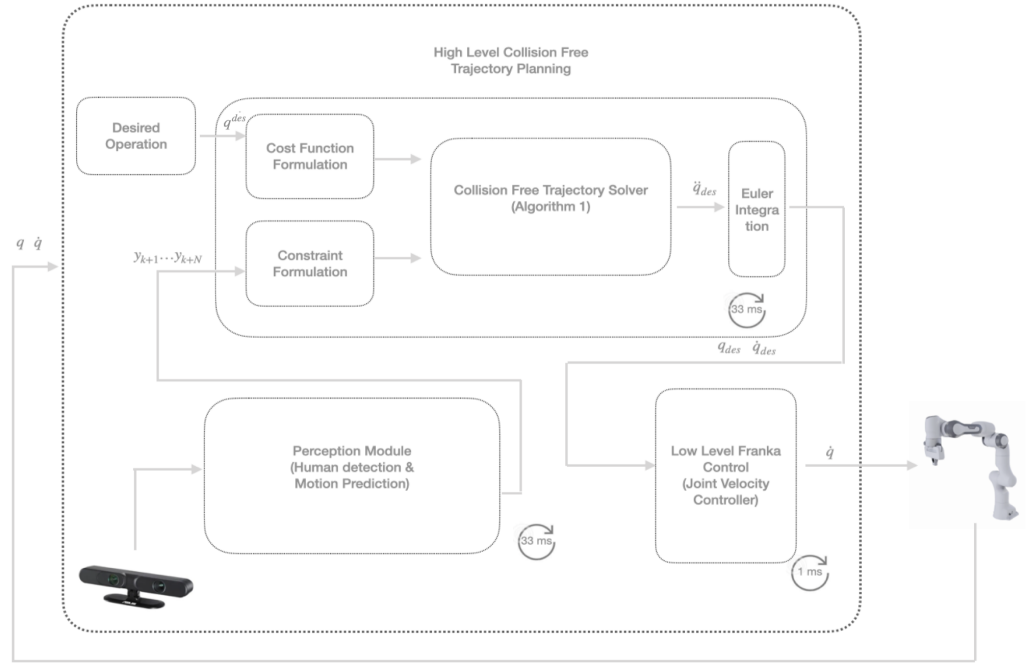 High Level Collision Free
Trajectory Planning
Desired
Operation
q^{des}
Cost Function
Formulation
Collision Free Trajectory Solver
(Algorithm 1)
q̈_{des}
Euler
Integra
tion
q q̇
y_{k+1}…y_{k+N}
Constraint
Formulation
33 ms
q_{des} q̇_{des}
Perception Module
(Human detection &
Motion Prediction)
33 ms
Low Level Franka
Control
(Joint Velocity
Controller)
q̇
1 ms